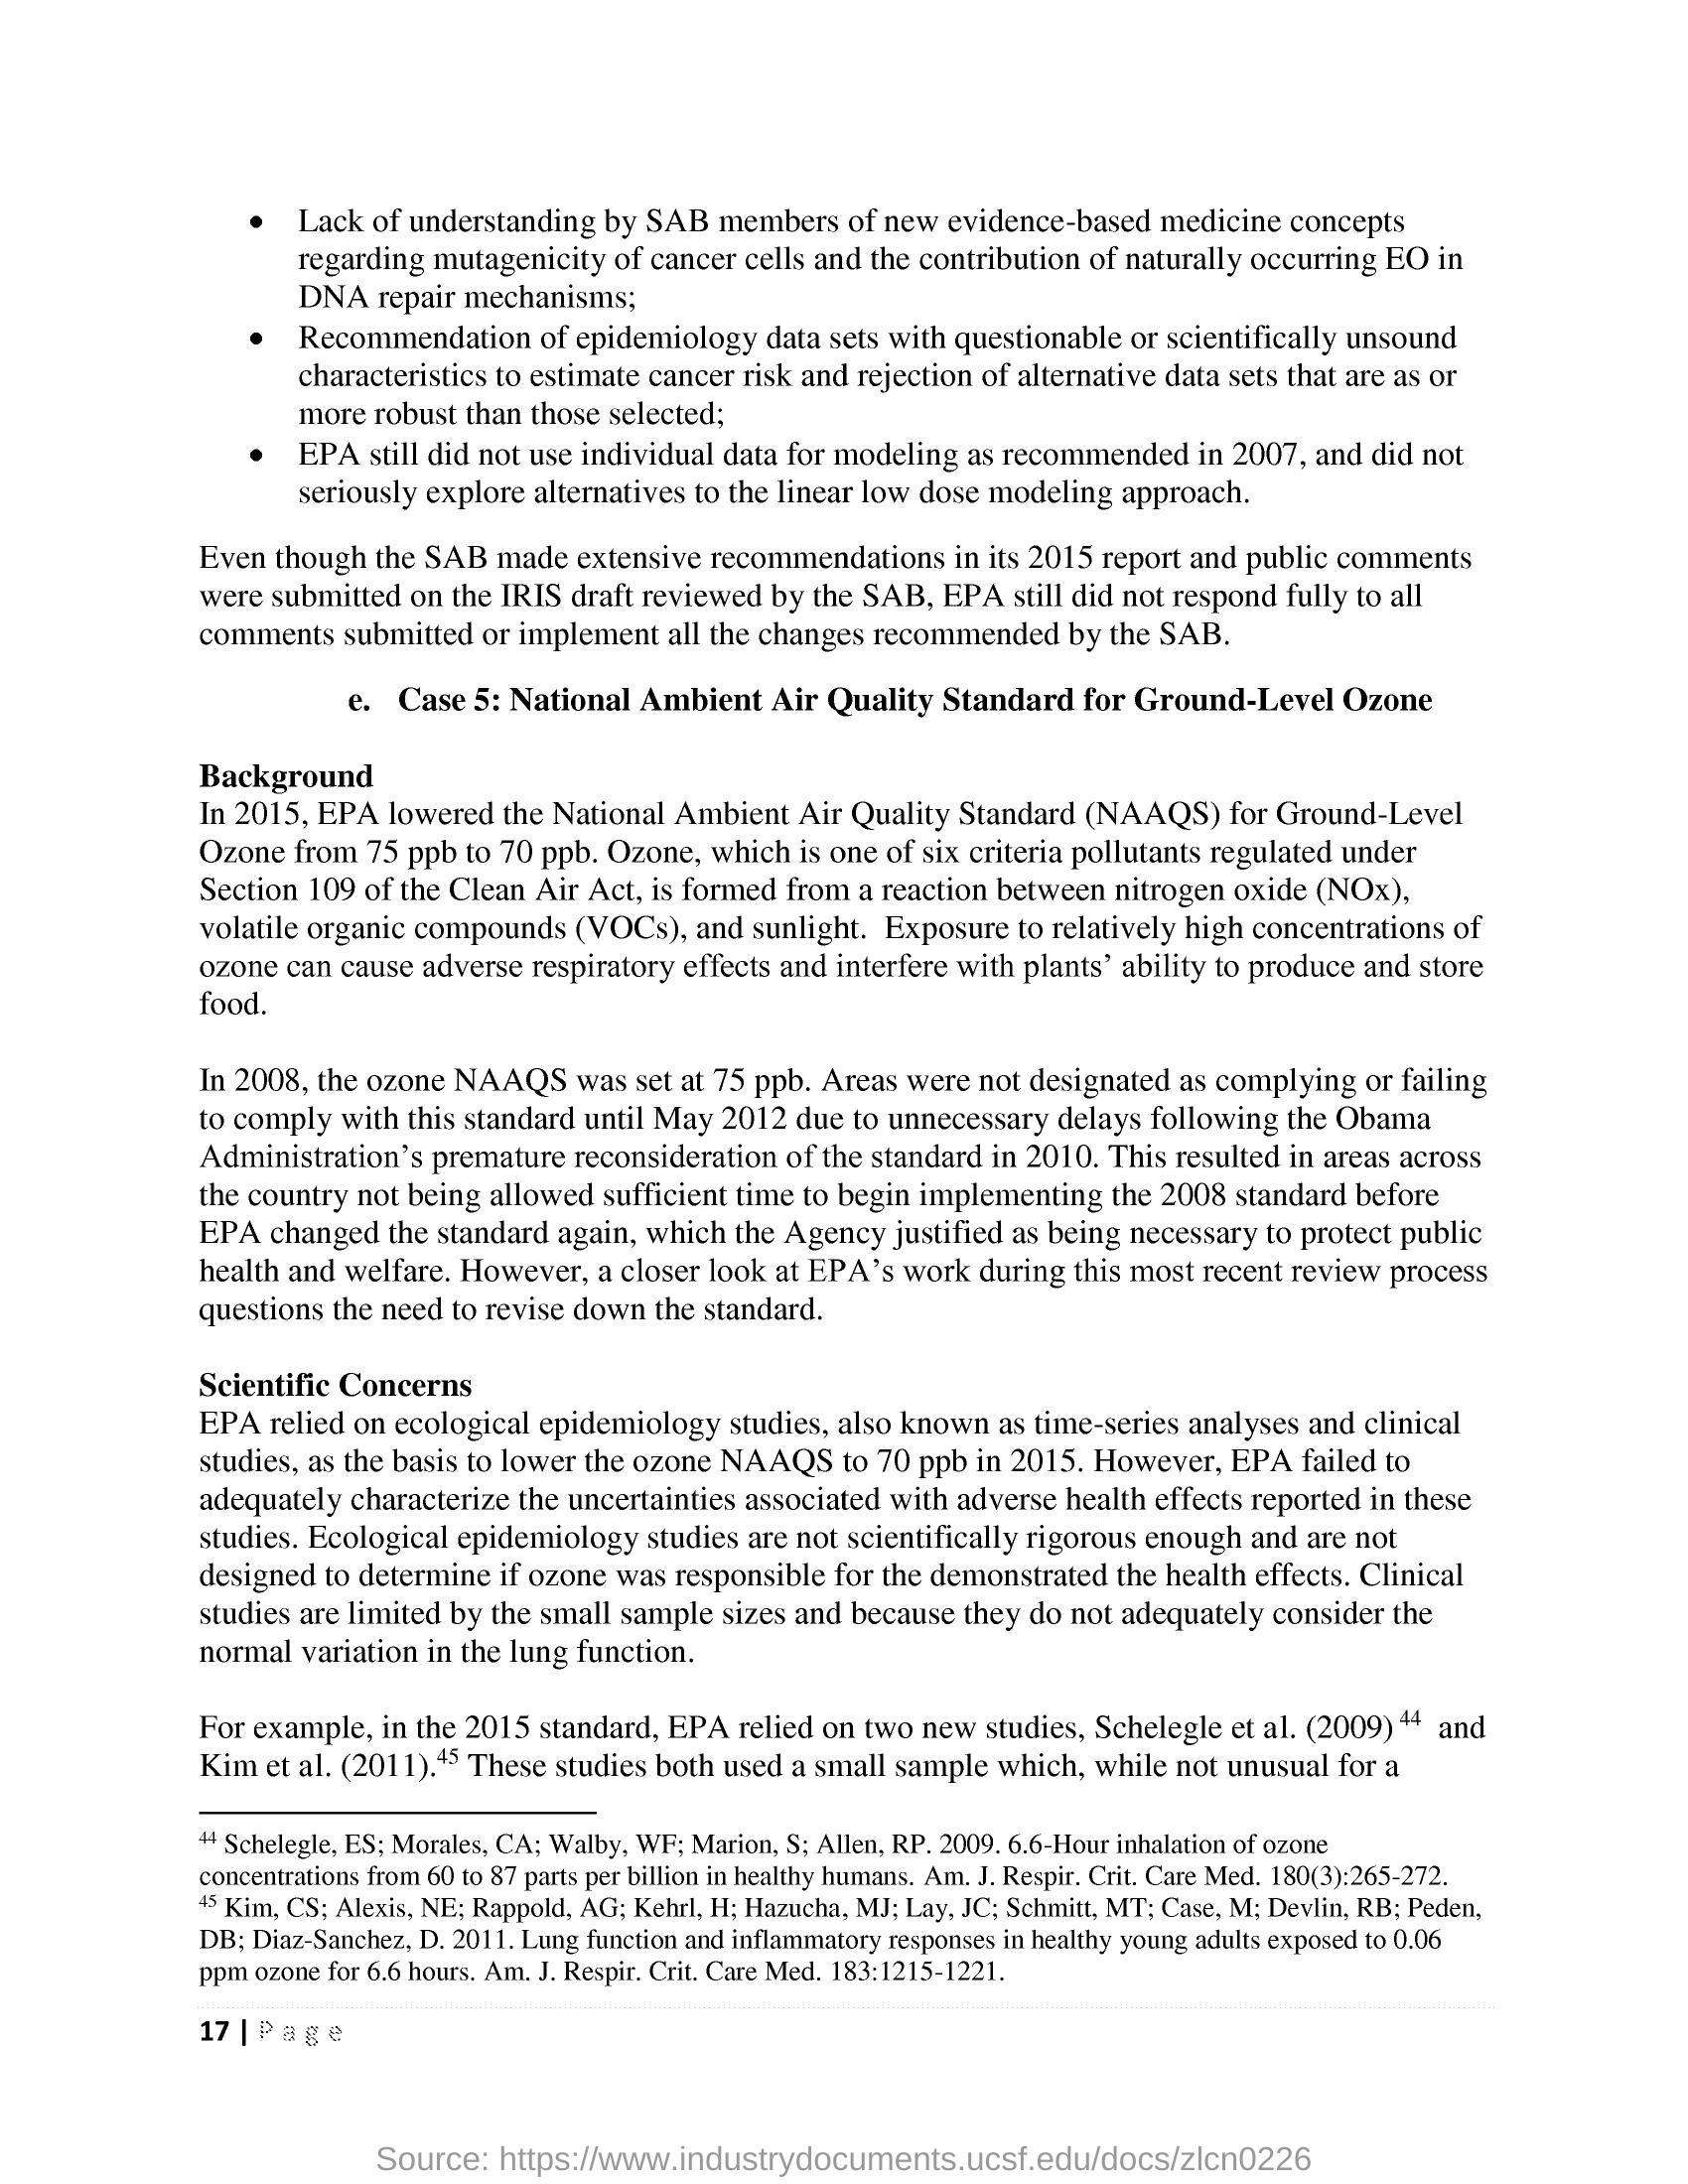 • Lack of understanding by SAB members of new evidence-based medicine concepts
regarding mutagenicity of cancer cells and the contribution of naturally occurring EO in
DNA repair mechanisms;
• Recommendation of epidemiology data sets with questionable or scientifically unsound
characteristics to estimate cancer risk and rejection of alternative data sets that are as or
more robust than those selected;
• EPA still did not use individual data for modeling as recommended in 2007, and did not
seriously explore alternatives to the linear low dose modeling approach.
Even though the SAB made extensive recommendations in its 2015 report and public comments
were submitted on the IRIS draft reviewed by the SAB, EPA still did not respond fully to all
comments submitted or implement all the changes recommended by the SAB.
e. Case 5: National Ambient Air Quality Standard for Ground-Level Ozone
Background
In 2015, EPA lowered the National Ambient Air Quality Standard (NAAQS) for Ground-Level
Ozone from 75 ppb to 70 ppb. Ozone, which is one of six criteria pollutants regulated under
Section 109 of the Clean Air Act, is formed from a reaction between nitrogen oxide (NOx),
volatile organic compounds (VOCs), and sunlight.  Exposure to relatively high concentrations of
ozone can cause adverse respiratory effects and interfere with plants’ ability to produce and store
food.
In 2008, the ozone NAAQS was set at 75 ppb. Areas were not designated as complying or failing
to comply with this standard until May 2012 due to unnecessary delays following the Obama
Administration’s premature reconsideration of the standard in 2010. This resulted in areas across
the country not being allowed sufficient time to begin implementing the 2008 standard before
EPA changed the standard again, which the Agency justified as being necessary to protect public
health and welfare. However, a closer look at EPA’s work during this most recent review process
questions the need to revise down the standard.
Scientific Concerns
EPA relied on ecological epidemiology studies, also known as time-series analyses and clinical
studies, as the basis to lower the ozone NAAQS to 70 ppb in 2015. However, EPA failed to
adequately characterize the uncertainties associated with adverse health effects reported in these
studies. Ecological epidemiology studies are not scientifically rigorous enough and are not
designed to determine if ozone was responsible for the demonstrated the health effects. Clinical
studies are limited by the small sample sizes and because they do not adequately consider the
normal variation in the lung function.
For example, in the 2015 standard, EPA relied on two new studies, Schelegle et al. (2009) 44 and
Kim et al. (2011).45 These studies both used a small sample which, while not unusual for a
44 Schelegle, ES; Morales, CA; Walby, WF; Marion, S; Allen, RP. 2009. 6.6-Hour inhalation of ozone
concentrations from 60 to 87 parts per billion in healthy humans. Am. J. Respir. Crit. Care Med. 180(3):265-272.
45 Kim, CS; Alexis, NE; Rappold, AG; Kehrl, H; Hazucha, MJ; Lay, JC; Schmitt, MT; Case, M; Devlin, RB; Peden,
DB; Diaz-Sanchez, D. 2011. Lung function and inflammatory responses in healthy young adults exposed to 0.06
ppm ozone for 6.6 hours. Am. J. Respir. Crit. Care Med. 183:1215-1221.
17 | Page
Source: https://www.industrydocuments.ucsf.edu/docs/zlcn0226